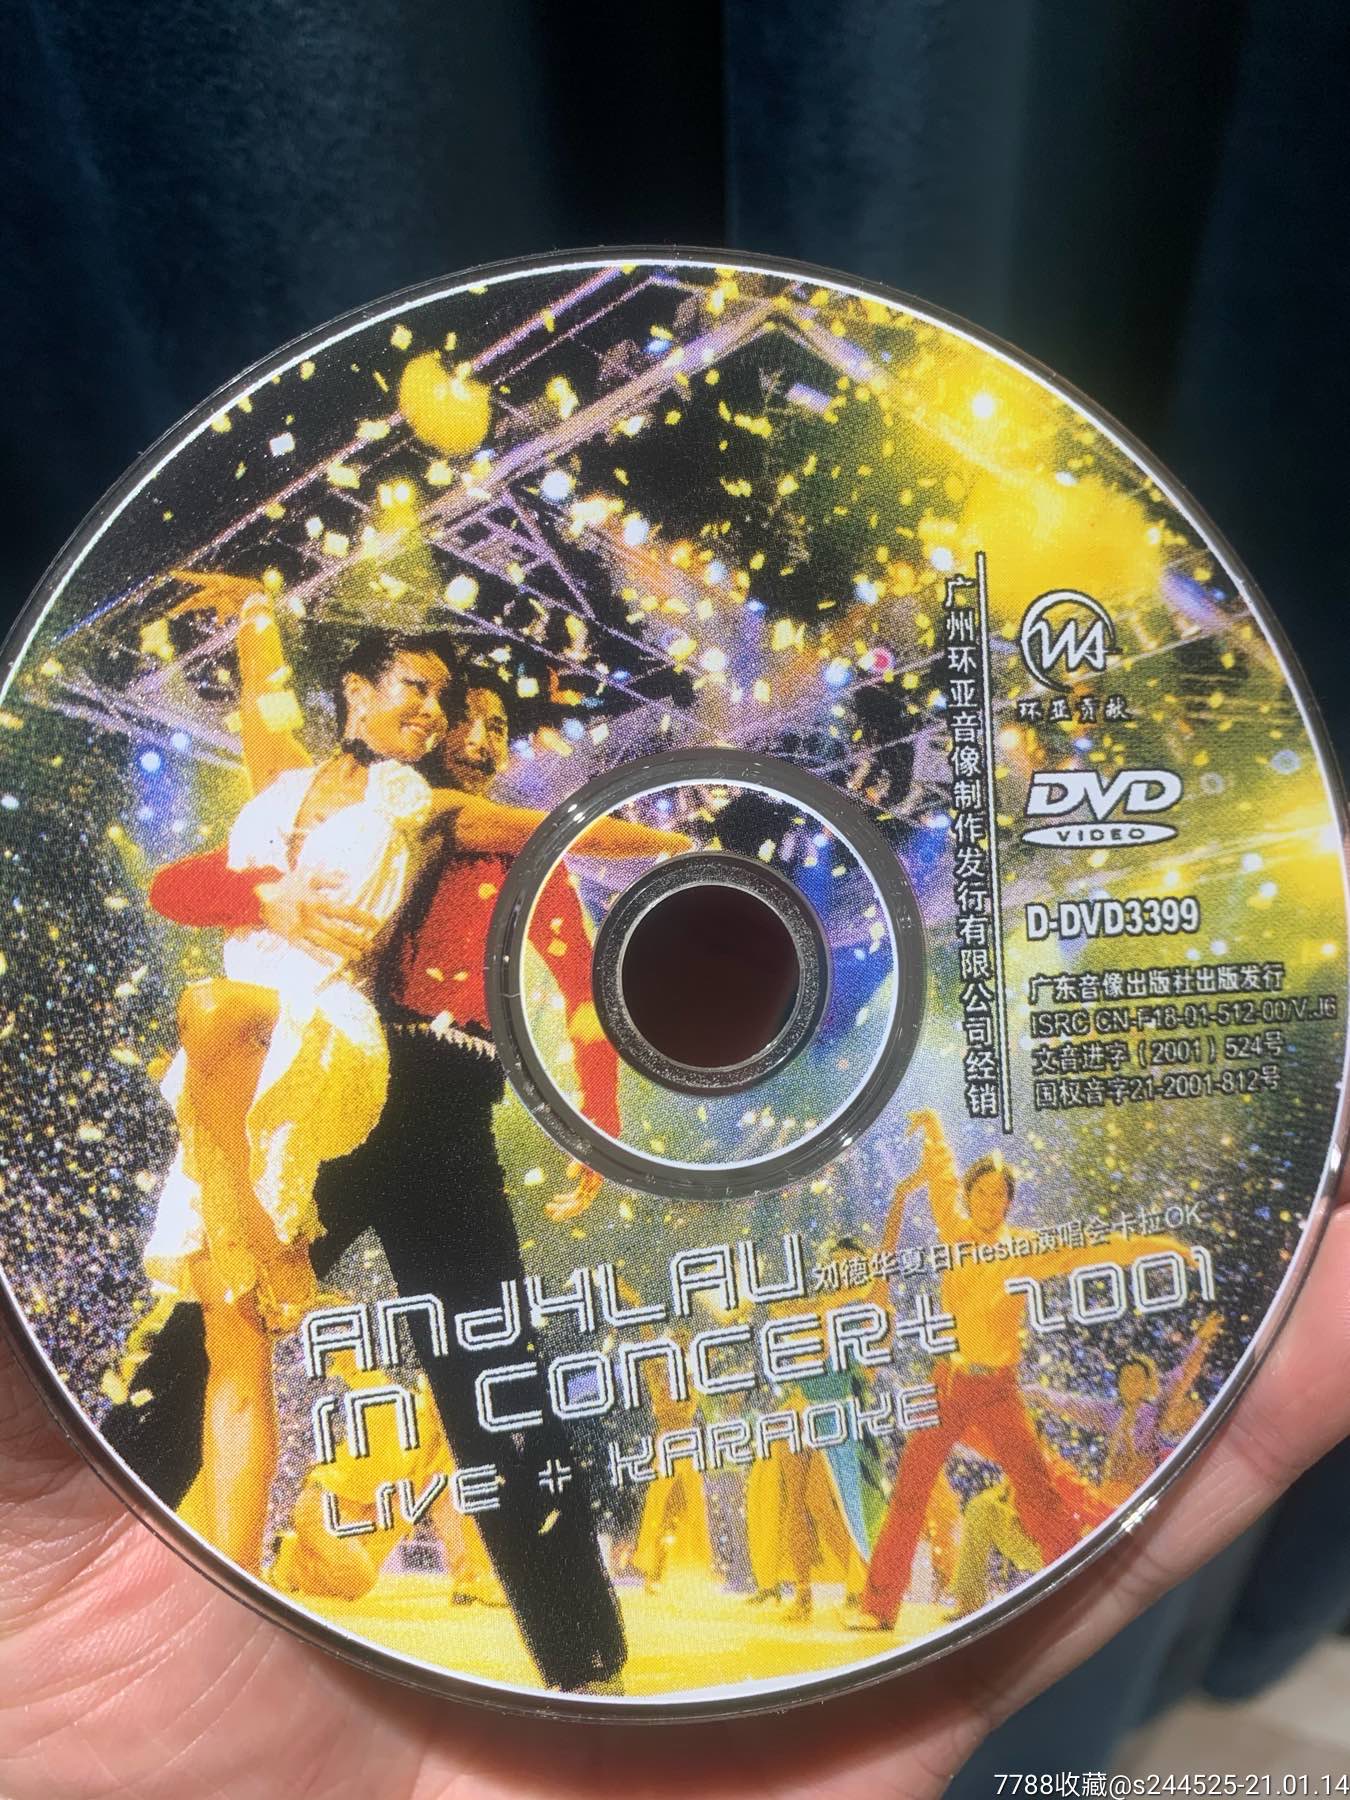 广州环亚音像制作发行有限公司经销
环亚贡献
DVD
VIDEO
D-DVD3399
广东音像出版社出版发行
ISRC CN-F18-01-512-00/V.J6
文音进字（2001）524号
国权音字21-2001-812号
刘德华夏日Fiesta演唱会卡拉OK
ANdYLAU
in CONCERt 2001
LiVE + KARAOKE
7788收藏@s244525-21.01.14